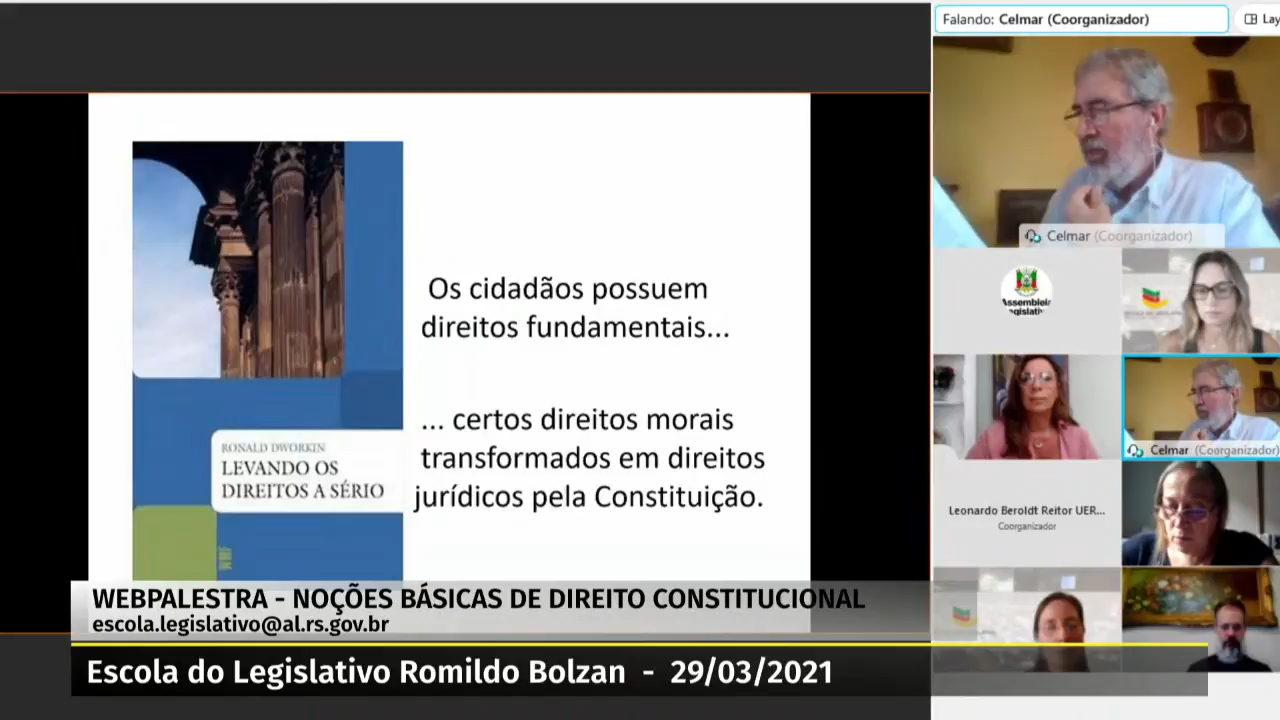 Falando: Celmar (Coorganizador)
Lay
Celmar (Coorganizador)
Assembleia
Legislativa
Celmar (Coorganizador)
Leonardo Beroldt Reitor UER...
Coorganizador
RONALD DWORKIN
LEVANDO OS
DIREITOS A SÉRIO
Os cidadãos possuem
direitos fundamentais...
... certos direitos morais
transformados em direitos
jurídicos pela Constituição.
WEBPALESTRA - NOÇÕES BÁSICAS DE DIREITO CONSTITUCIONAL
escola.legislativo@al.rs.gov.br
Escola do Legislativo Romildo Bolzan - 29/03/2021